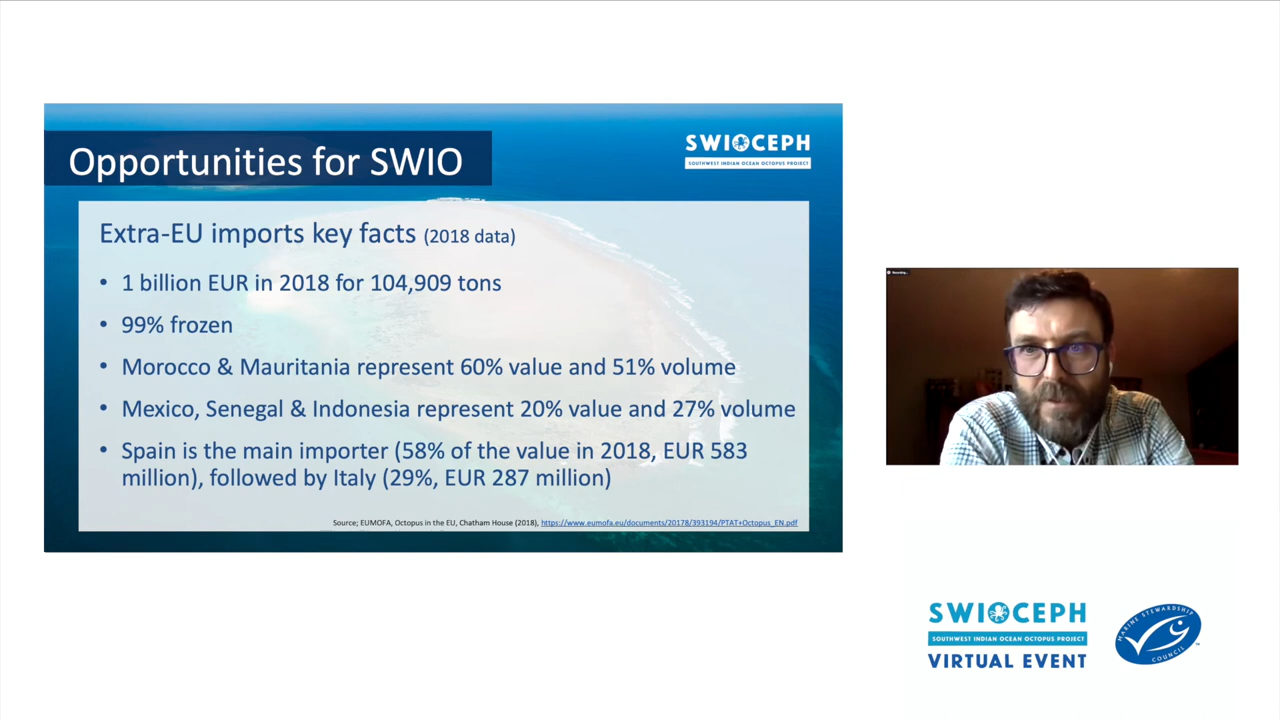 Opportunities for SWIO
SWIOCEPH
SOUTHWEST INDIAN OCEAN OCTOPUS PROJECT
Extra-EU imports key facts (2018 data)
• 1 billion EUR in 2018 for 104,909 tons
• 99% frozen
• Morocco & Mauritania represent 60% value and 51% volume
• Mexico, Senegal & Indonesia represent 20% value and 27% volume
• Spain is the main importer (58% of the value in 2018, EUR 583
million), followed by Italy (29%, EUR 287 million)
Source; EUMOFA, Octopus in the EU, Chatham House (2018), https://www.eumofa.eu/documents/20178/393194/PTAT+Octopus_EN.pdf
Recording...
SWIOCEPH
SOUTHWEST INDIAN OCEAN OCTOPUS PROJECT
VIRTUAL EVENT
MARINE STEWARDSHIP
COUNCIL
TM